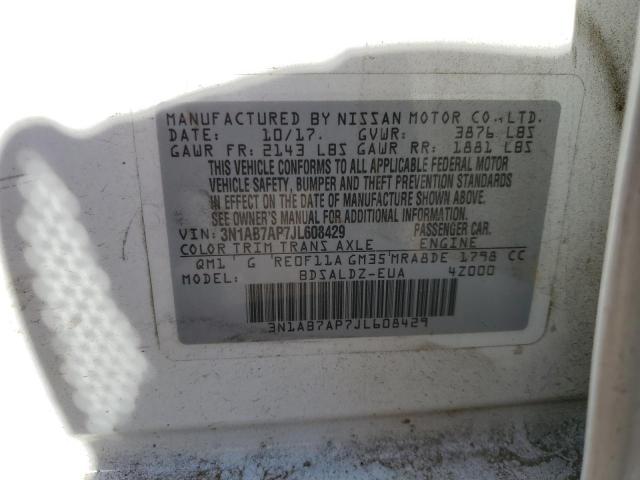 MANUFACTURED BY NISSAN MOTOR CO.,LTD.
DATE: 10/17. GVWR: 3876 LBS
GAWR FR: 2143 LBS GAWR RR: 1881 LBS
THIS VEHICLE CONFORMS TO ALL APPLICABLE FEDERAL MOTOR
VEHICLE SAFETY, BUMPER AND THEFT PREVENTION STANDARDS
IN EFFECT ON THE DATE OF MANUFACTURE SHOWN ABOVE.
SEE OWNER'S MANUAL FOR ADDITIONAL INFORMATION.
VIN: 3N1AB7AP7JL608429 PASSENGER CAR.
COLOR TRIM TRANS AXLE ENGINE
QM1' G 'RE0F11A GM35'MRA8DE 1798 CC
MODEL: BDSALDZ-EUA 4Z000
3N1AB7AP7JL608429